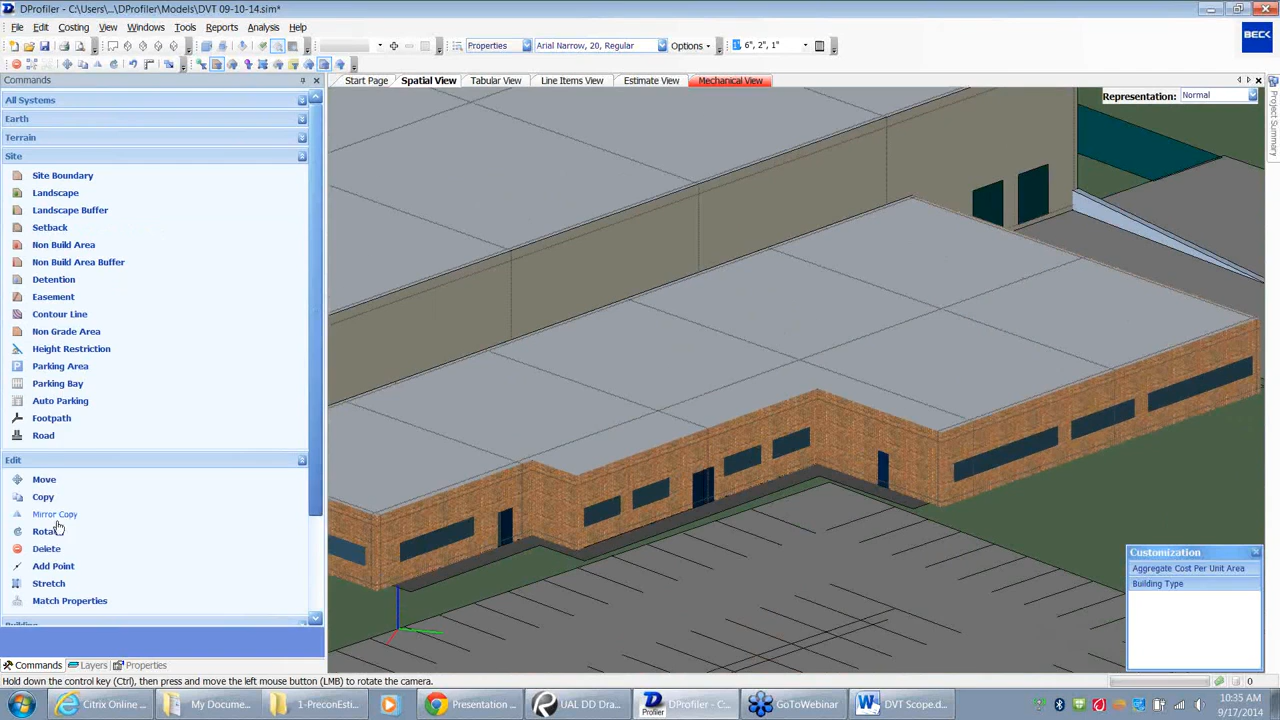 DProfiler - C:\Users\...\DProfiler\Models\DVT 09-10-14.sim*
File Edit Costing View Windows Tools Reports Analysis Help
Properties Arial Narrow, 20, Regular Options 6", 2", 1"
BECK
Commands
Start Page Spatial View Tabular View Line Items View Estimate View Mechanical View
Representation: Normal
Project Summary
All Systems
Earth
Terrain
Site
Site Boundary
Landscape
Landscape Buffer
Setback
Non Build Area
Non Build Area Buffer
Detention
Easement
Contour Line
Non Grade Area
Height Restriction
Parking Area
Parking Bay
Auto Parking
Footpath
Road
Edit
Move
Copy
Mirror Copy
Delete
Add Point
Stretch
Match Properties
Customization
Aggregate Cost Per Unit Area
Building Type
Commands Layers Properties
Hold down the control key (Ctrl), then press and move the left mouse button (LMB) to rotate the camera.
0
Citrix Online ... My Docume... 1-PreconEsti... Presentation ... UAL DD Dra... DProfiler - C:... GoToWebinar DVT Scope.d...
10:35 AM
9/17/2014